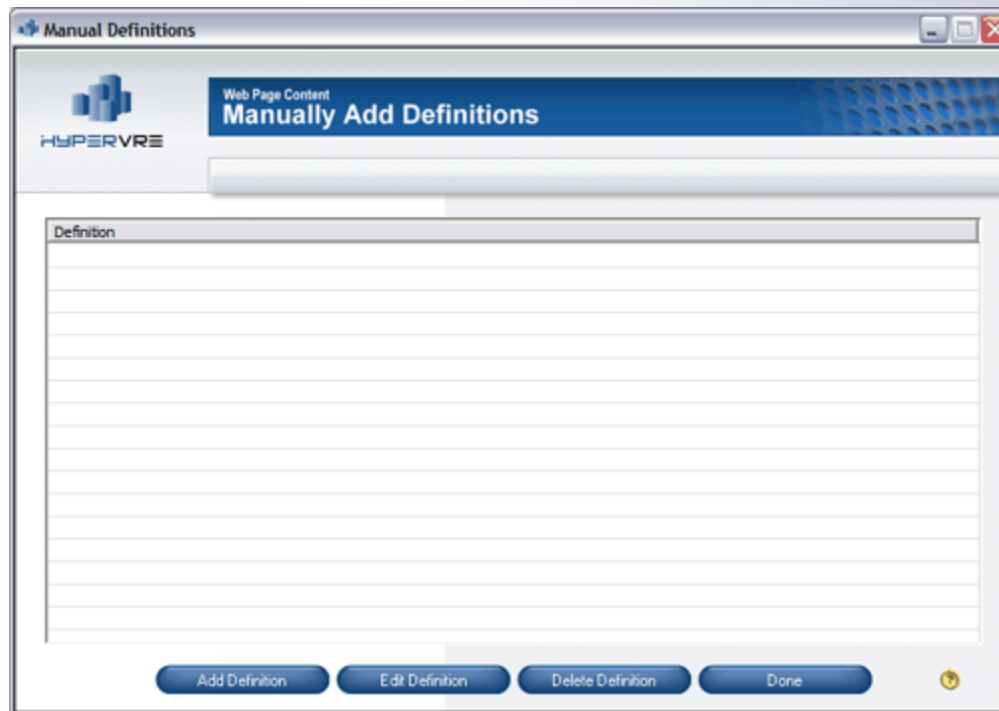 Manual Definitions
HYPERVRE
Web Page Content
Manually Add Definitions
Definition
Add Definition
Edit Definition
Delete Definition
Done
?